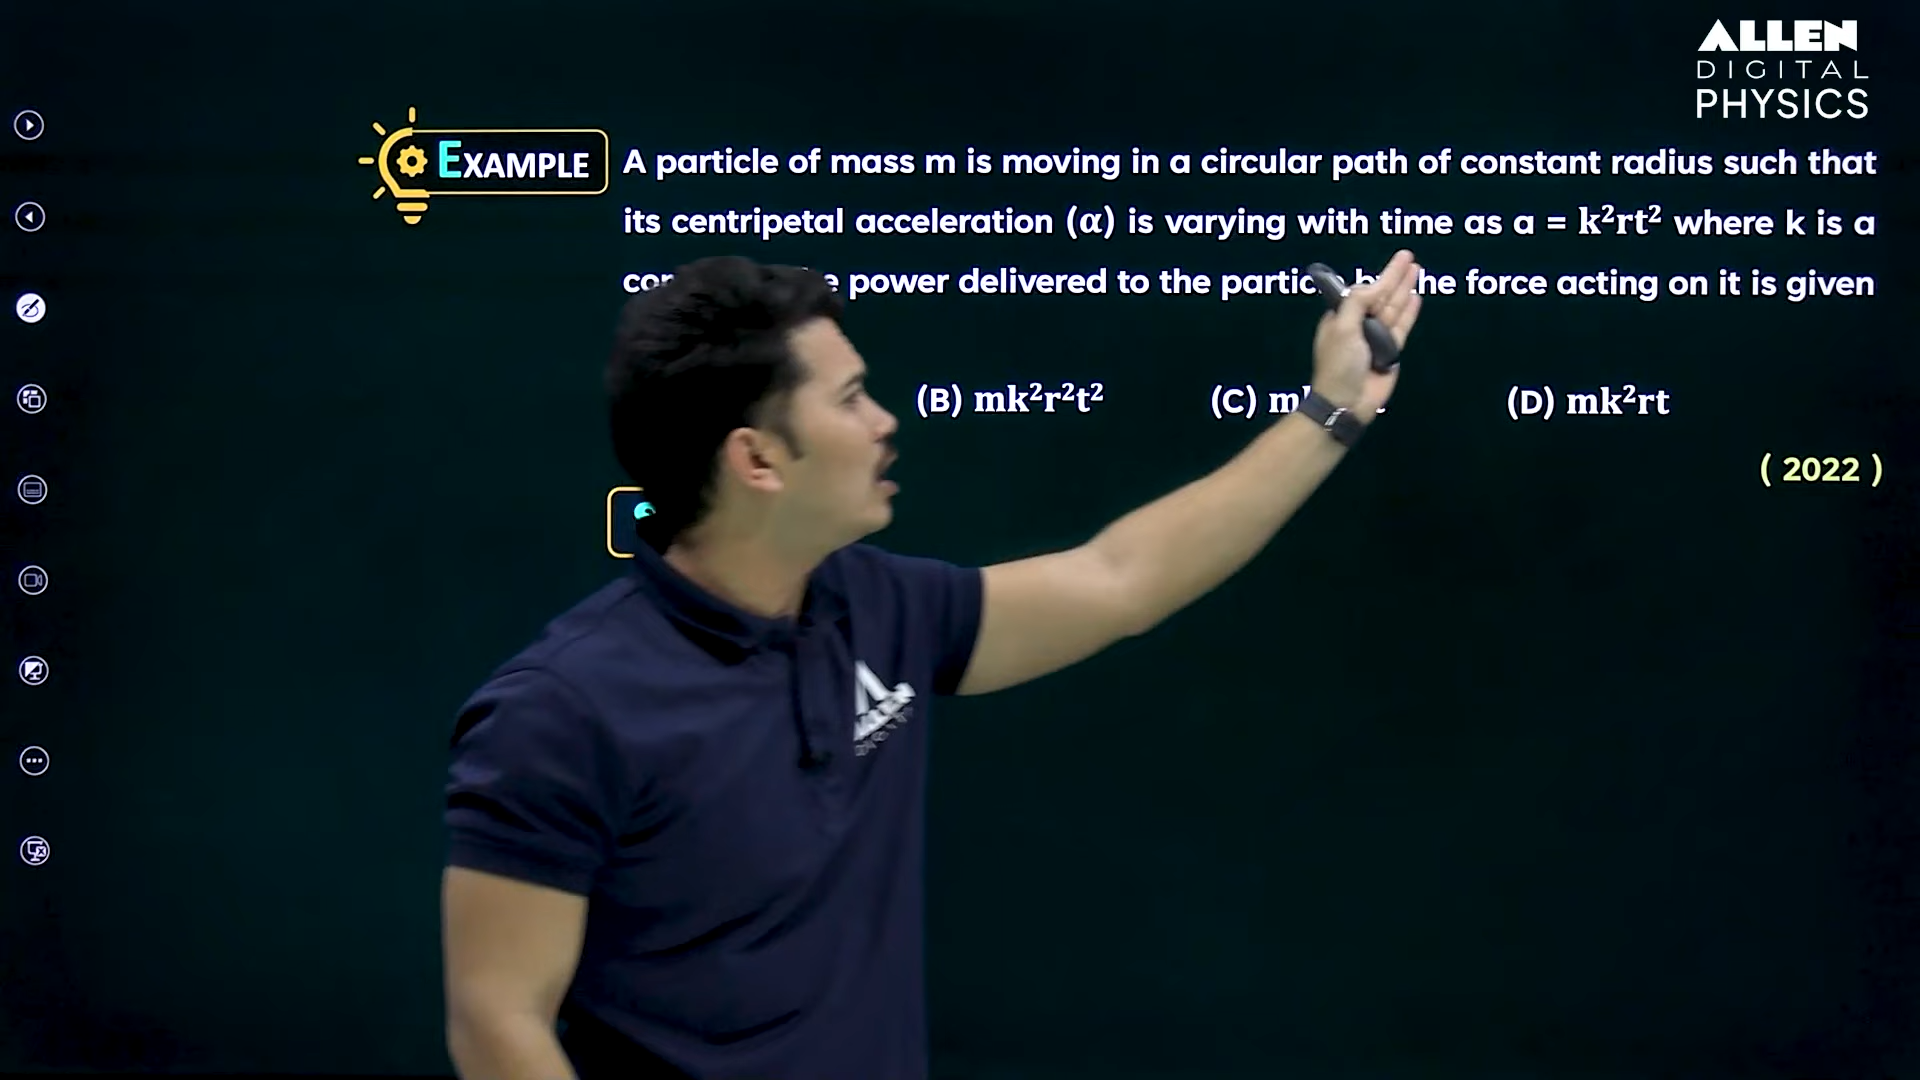 ALLEN
DIGITAL
PHYSICS
EXAMPLE
A particle of mass m is moving in a circular path of constant radius such that
its centripetal acceleration (α) is varying with time as a = k²rt² where k is a
power delivered to the the force acting on it is given
(B) mk²r²t² (C) (D) mk²rt
( 2022 )
ALLEN